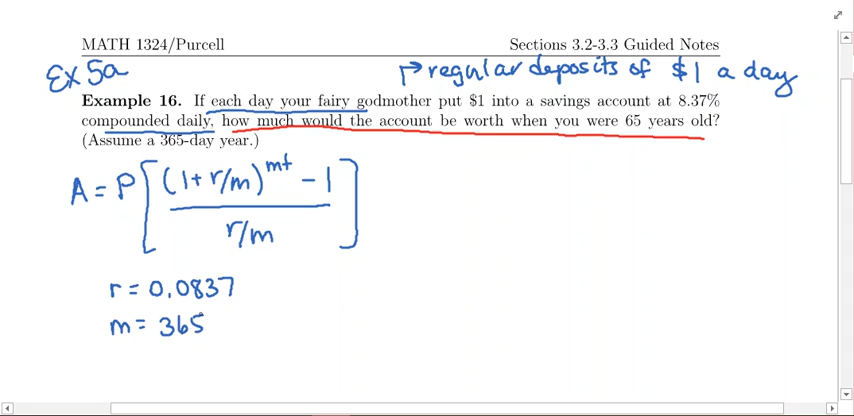 MATH 1324/Purcell Sections 3.2-3.3 Guided Notes
Ex 5a regular deposits of $1 a day
Example 16. If each day your fairy godmother put $1 into a savings account at 8.37%
compounded daily, how much would the account be worth when you were 65 years old?
(Assume a 365-day year.)
A = P[((1 + r/m)^mt - 1)/(r/m)]
r = 0.0837
m = 365